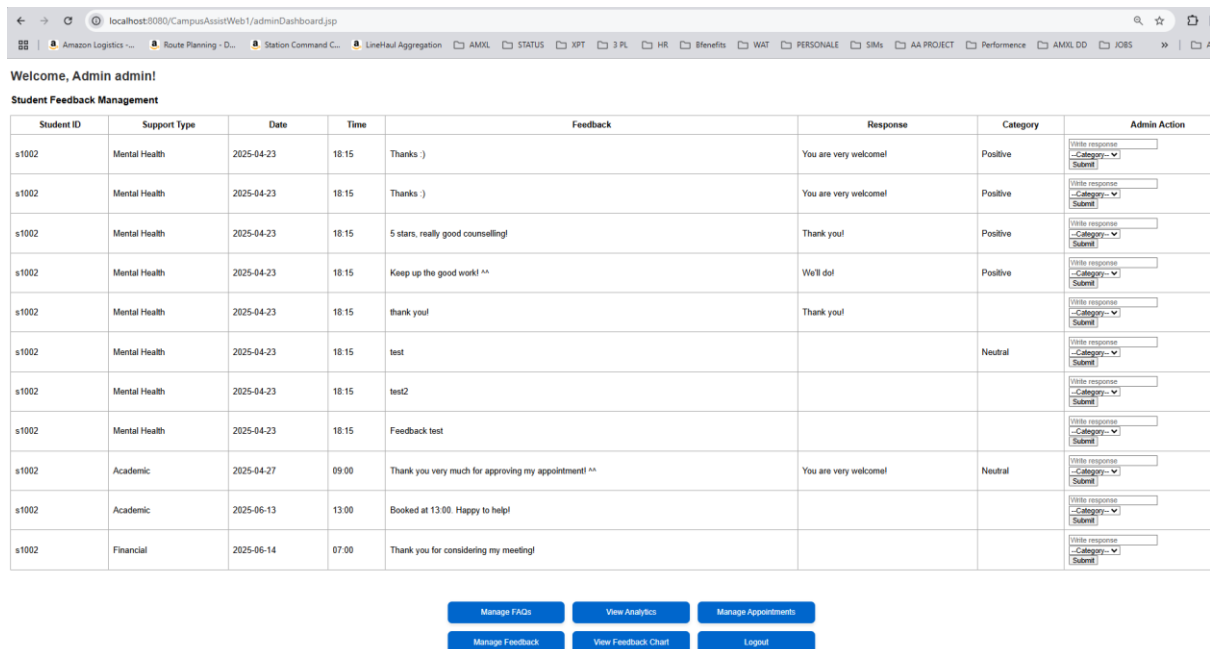 localhost:8080/CampusAssistWeb1/adminDashboard.jsp
Amazon Logistics -... Route Planning - D... Station Command C... LineHaul Aggregation AMXL STATUS XPT 3 PL HR Bfenefits WAT PERSONALE SIMs AA PROJECT Performence AMXL DD JOBS »
Welcome, Admin admin!
Student Feedback Management
Student ID Support Type Date Time Feedback Response Category Admin Action
s1002 Mental Health 2025-04-23 18:15 Thanks :) You are very welcome! Positive Write response --Category-- Submit
s1002 Mental Health 2025-04-23 18:15 Thanks :) You are very welcome! Positive Write response --Category-- Submit
s1002 Mental Health 2025-04-23 18:15 5 stars, really good counselling! Thank you! Positive Write response --Category-- Submit
s1002 Mental Health 2025-04-23 18:15 Keep up the good work! ^^ We'll do! Positive Write response --Category-- Submit
s1002 Mental Health 2025-04-23 18:15 thank you! Thank you! Write response --Category-- Submit
s1002 Mental Health 2025-04-23 18:15 test Neutral Write response --Category-- Submit
s1002 Mental Health 2025-04-23 18:15 test2 Write response --Category-- Submit
s1002 Mental Health 2025-04-23 18:15 Feedback test Write response --Category-- Submit
s1002 Academic 2025-04-27 09:00 Thank you very much for approving my appointment! ^^ You are very welcome! Neutral Write response --Category-- Submit
s1002 Academic 2025-06-13 13:00 Booked at 13:00. Happy to help! Write response --Category-- Submit
s1002 Financial 2025-06-14 07:00 Thank you for considering my meeting! Write response --Category-- Submit
Manage FAQs View Analytics Manage Appointments
Manage Feedback View Feedback Chart Logout